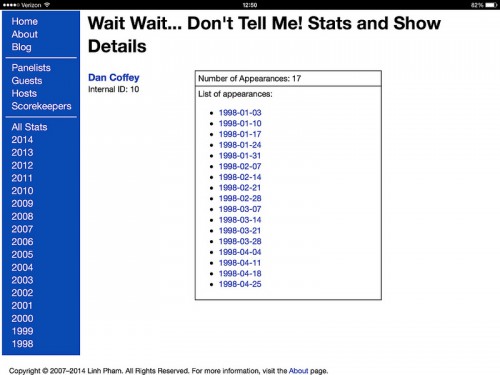 Verizon 12:50 62%
Home
About
Blog
Panelists
Guests
Hosts
Scorekeepers
All Stats
2014
2013
2012
2011
2010
2009
2008
2007
2006
2005
2004
2003
2002
2001
2000
1999
1998
Wait Wait... Don't Tell Me! Stats and Show
Details
Dan Coffey
Internal ID: 10
Number of Appearances: 17
List of appearances:
1998-01-03
1998-01-10
1998-01-17
1998-01-24
1998-01-31
1998-02-07
1998-02-14
1998-02-21
1998-02-28
1998-03-07
1998-03-14
1998-03-21
1998-03-28
1998-04-04
1998-04-11
1998-04-18
1998-04-25
Copyright © 2007–2014 Linh Pham. All Rights Reserved. For more information, visit the About page.